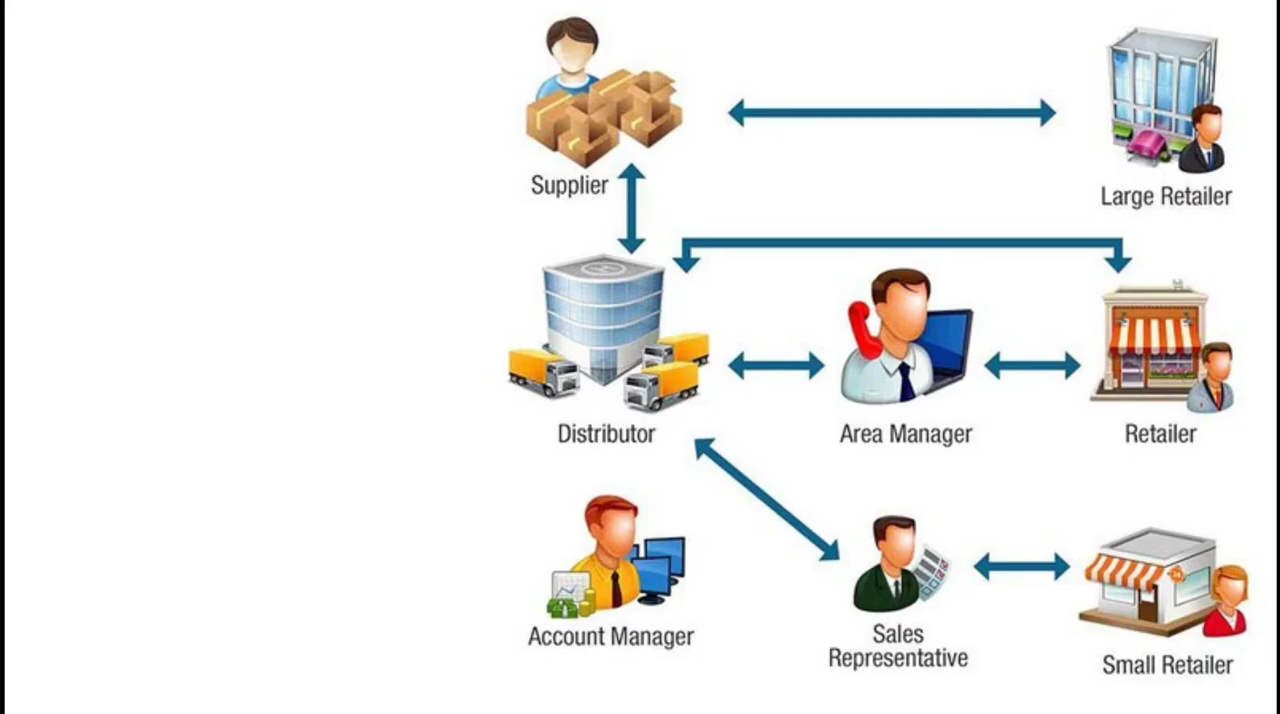 Supplier
Large Retailer
Distributor
Area Manager
Retailer
Account Manager
Sales
Representative
Small Retailer